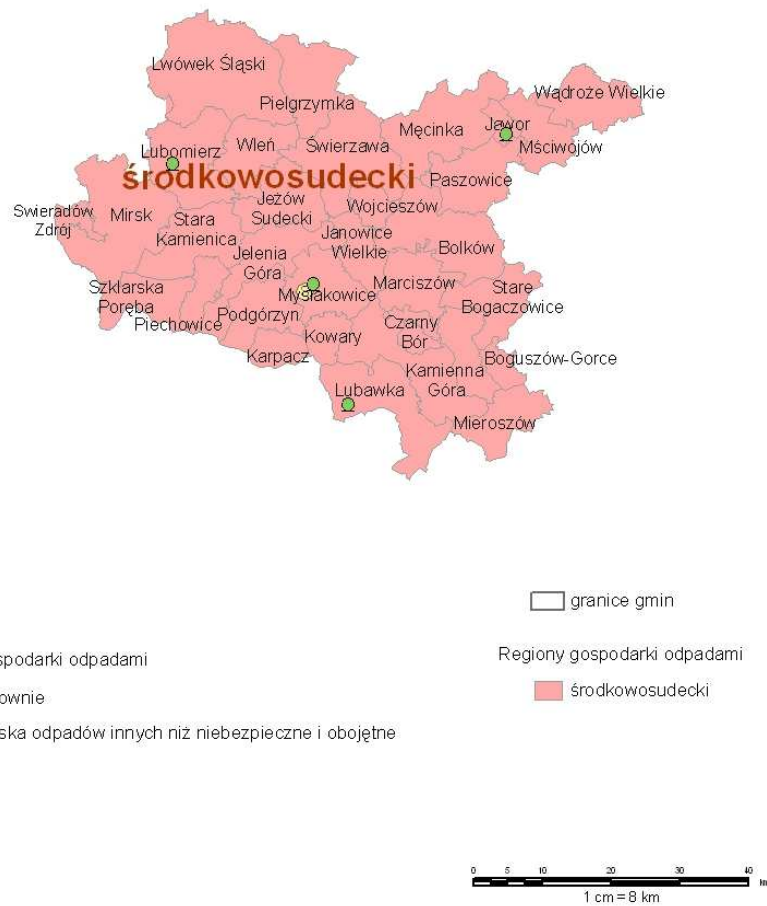 Lwówek Śląski
Pielgrzymka
Wądroże Wielkie
Męcinka
Jawor
Mściwojów
Lubomierz
Wleń
Świerzawa
środkowosudecki
Paszowice
Swieradów
Zdrój
Mirsk
Stara
Kamienica
Jeżów
Sudecki
Wojcieszów
Janowice
Wielkie
Bolków
Jelenia
Góra
Szklarska
Poręba
Piechowice
Podgórzyn
Mysłakowice
Marciszów
Stare
Bogaczowice
Karpacz
Kowary
Czarny
Bór
Boguszów-Gorce
Kamienna
Góra
Lubawka
Mieroszów
granice gmin
spodarki odpadami
Regiony gospodarki odpadami
ownie
środkowosudecki
ska odpadów innych niż niebezpieczne i obojętne
0 5 10 20 30 40
km
1 cm = 8 km